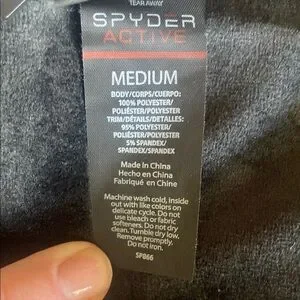 TEAR AWAY
SPYDER
ACTIVE
MEDIUM
BODY/CORPS/CUERPO:
100% POLYESTER/
POLIÉSTER/POLYESTER
TRIM/DÉTAILS/DETALLES:
95% POLYESTER/
POLIÉSTER/POLYESTER
5% SPANDEX/
SPANDEX/SPANDEX
Made in China
Hecho en China
Fabriqué en Chine
Machine wash cold, inside
out with like colors on
delicate cycle. Do not
use bleach or fabric
softeners. Do not dry
clean. Tumble dry low.
Remove promptly.
Do not iron.
SP866